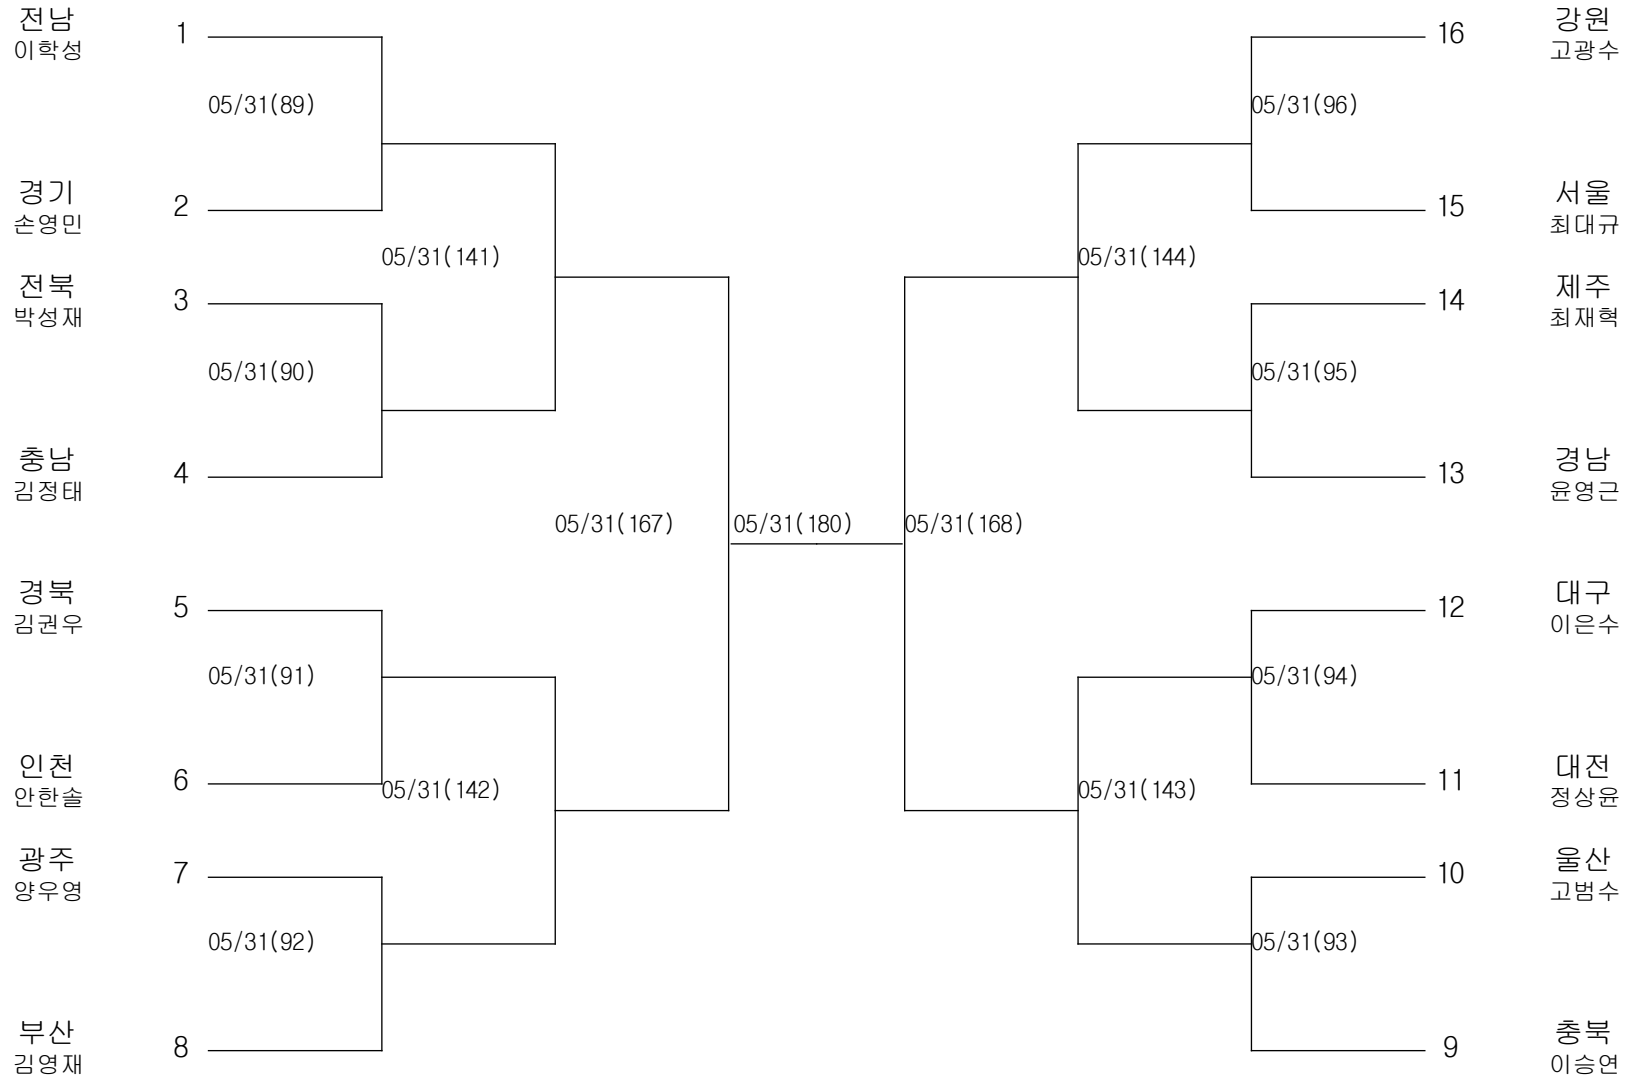 전남
이학성
1
05/31(89)
경기
손영민
2
05/31(141)
전북
박성재
3
05/31(90)
충남
김정태
4
05/31(167)
경북
김권우
5
05/31(91)
인천
안한솔
6
05/31(142)
광주
양우영
7
05/31(92)
부산
김영재
8
05/31(180)
16
강원
고광수
05/31(96)
15
서울
최대규
05/31(144)
14
제주
최재혁
05/31(95)
13
경남
윤영근
05/31(168)
12
대구
이은수
05/31(94)
11
대전
정상윤
05/31(143)
10
울산
고범수
05/31(93)
9
충북
이승연